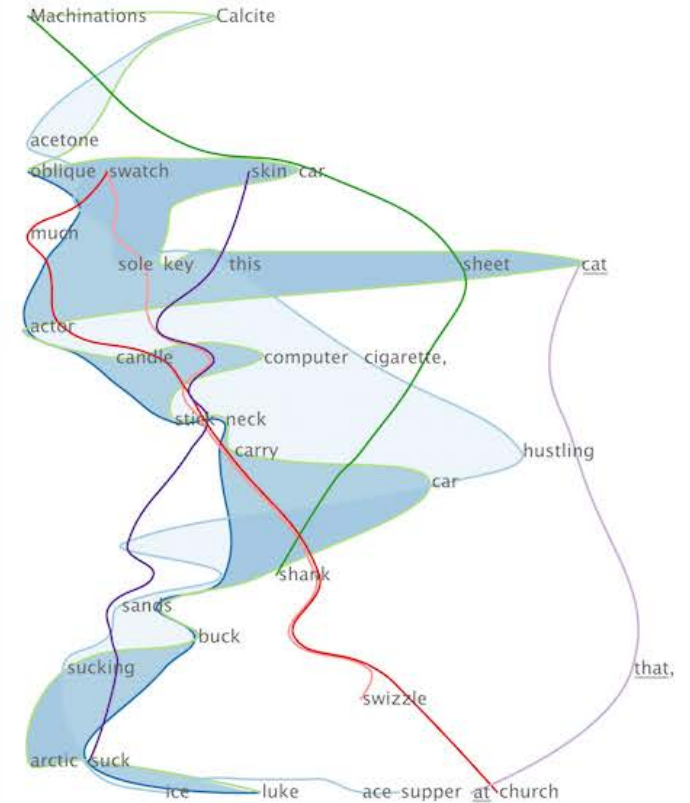 Machinations Calcite
acetone
oblique swatch skin car
much
sole key this sheet cat
actor
candle computer cigarette,
stick neck
carry hustling
car
shank
sands
buck
sucking that,
swizzle
arctic suck
ice luke ace supper at church